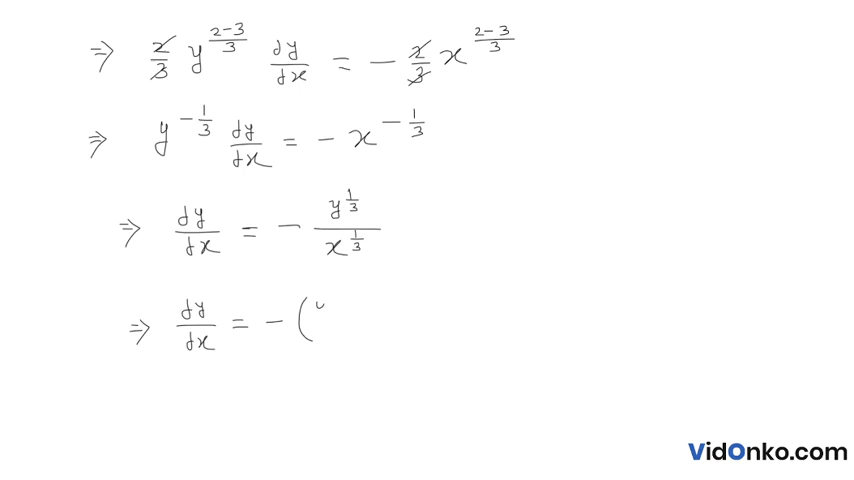 ⇒ 2/3 y^((2-3)/3) dy/dx = - 2/3 x^((2-3)/3)
⇒ y^(-1/3) dy/dx = - x^(-1/3)
⇒ dy/dx = - y^(1/3) / x^(1/3)
⇒ dy/dx = - (
VidOnko.com